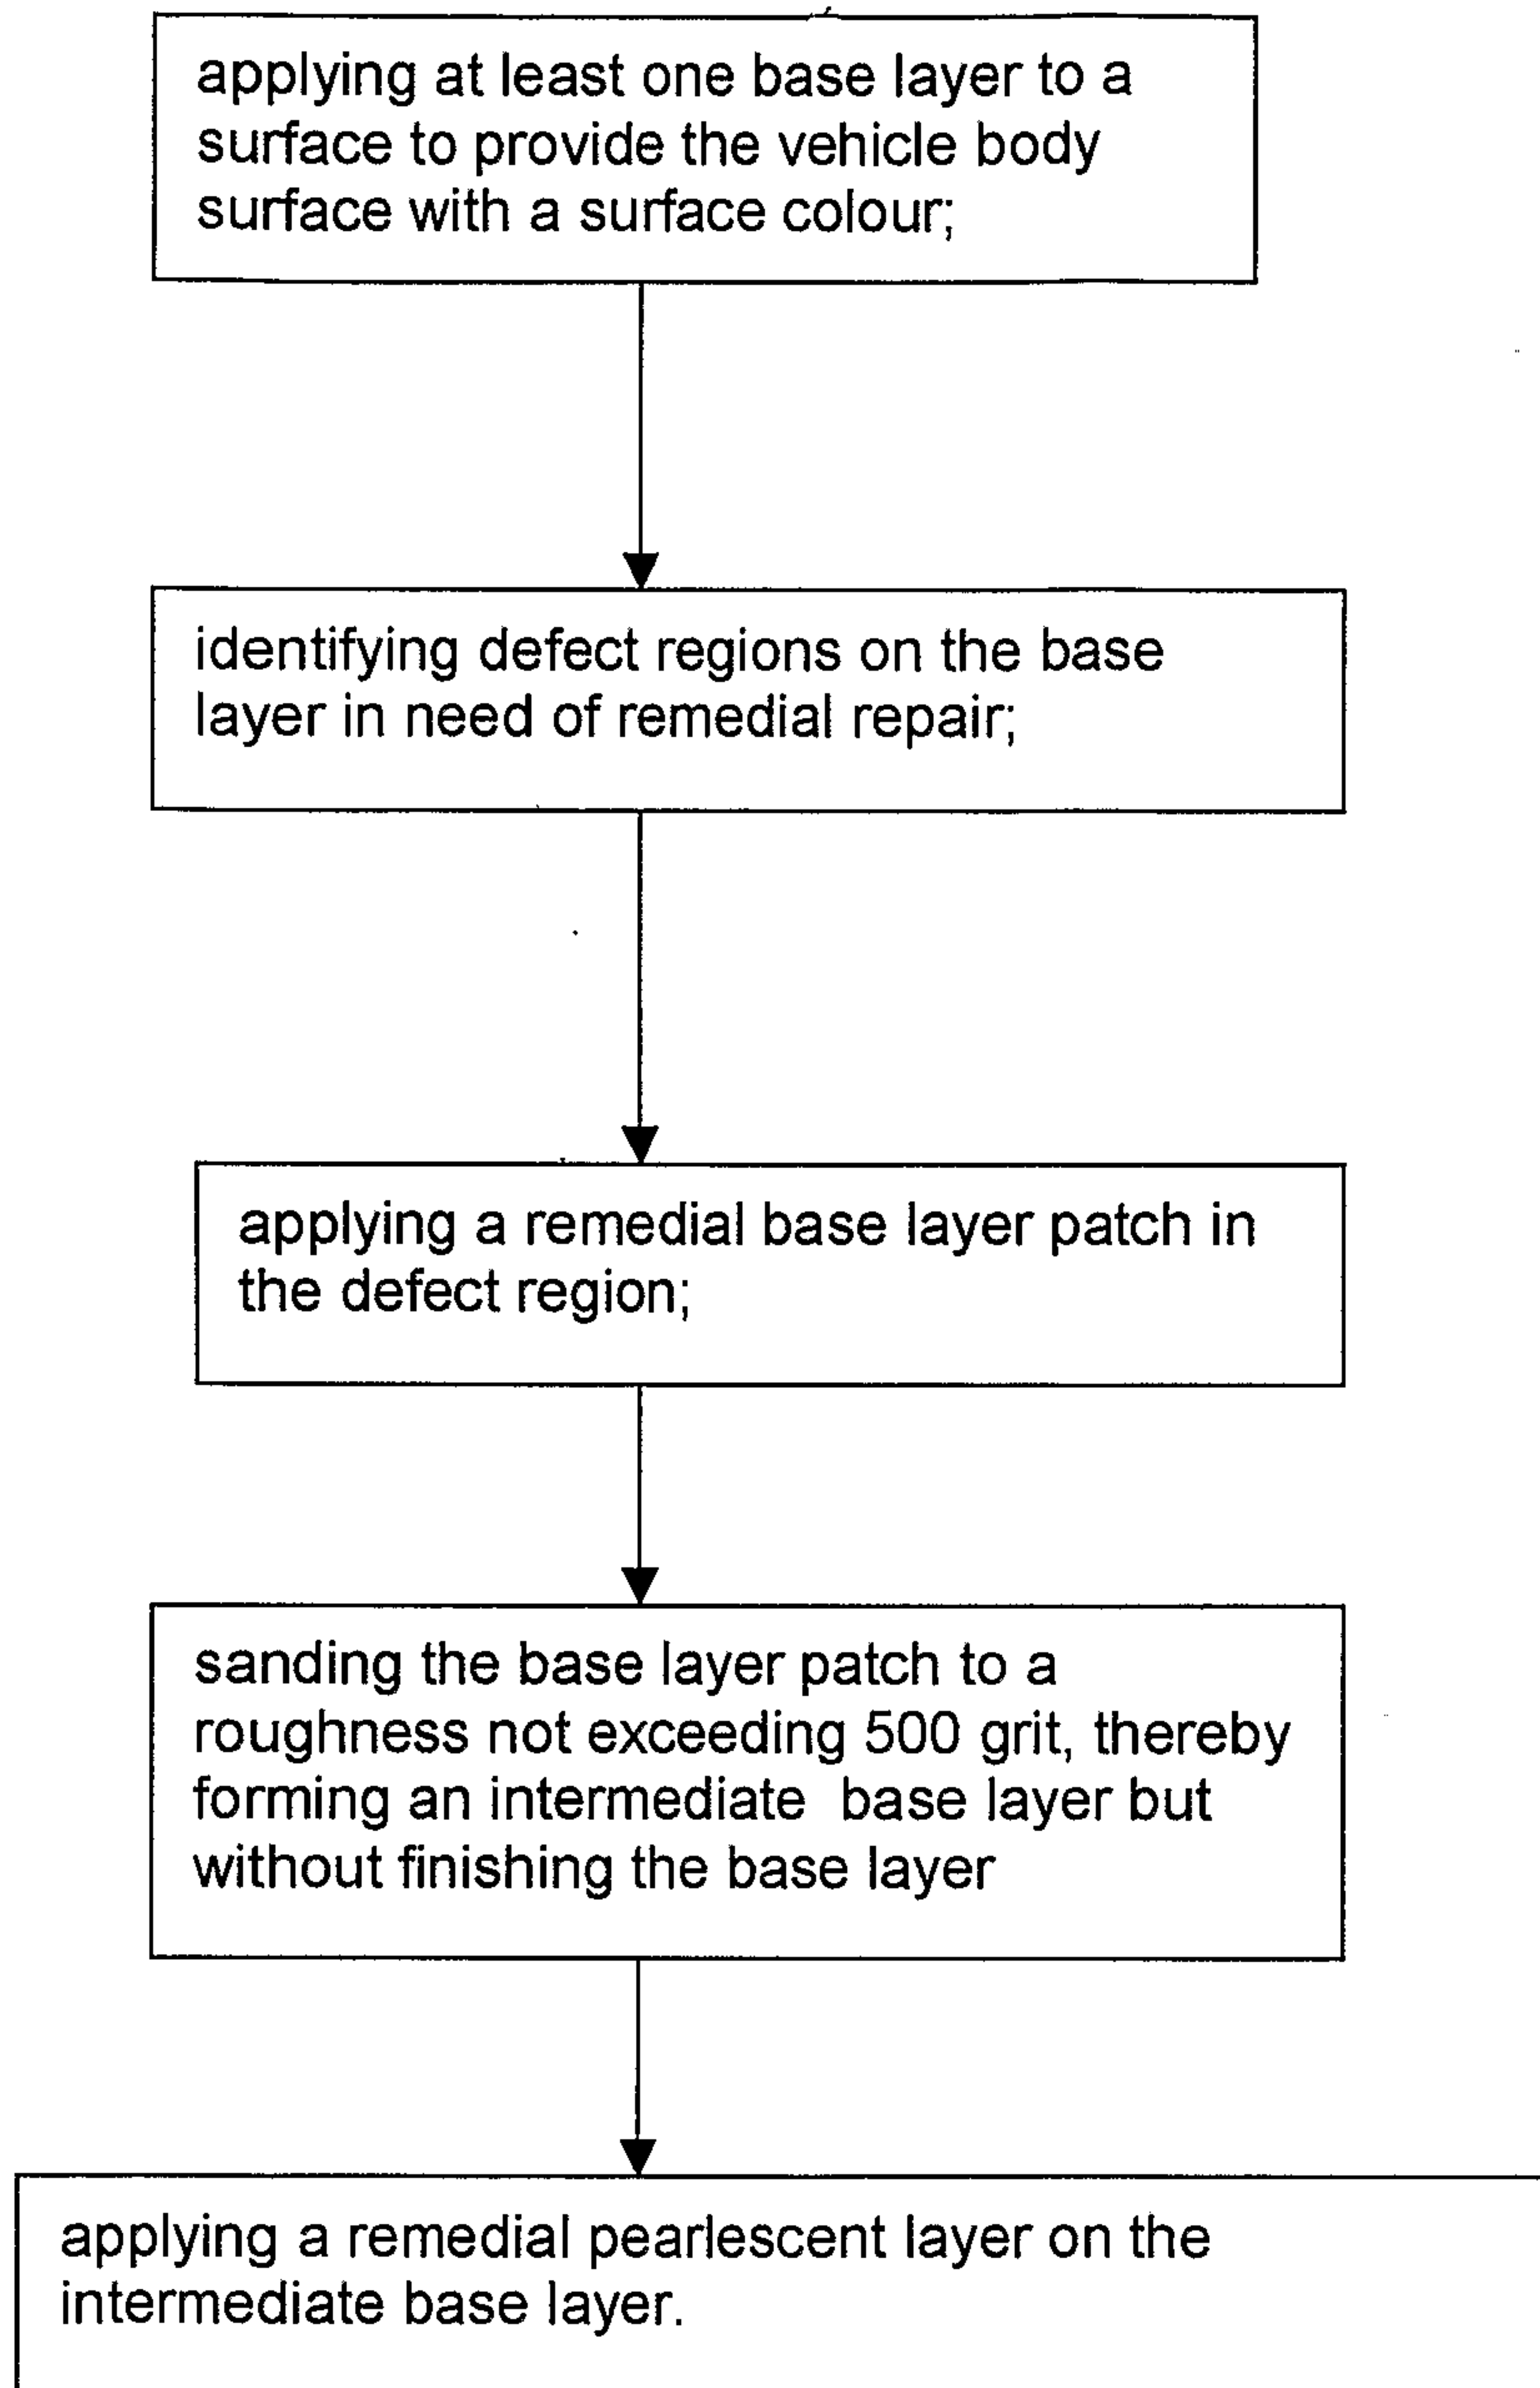 applying at least one base layer to a
surface to provide the vehicle body
surface with a surface colour;
identifying defect regions on the base
layer in need of remedial repair;
applying a remedial base layer patch in
the defect region;
sanding the base layer patch to a
roughness not exceeding 500 grit, thereby
forming an intermediate base layer but
without finishing the base layer
applying a remedial pearlescent layer on the
intermediate base layer.